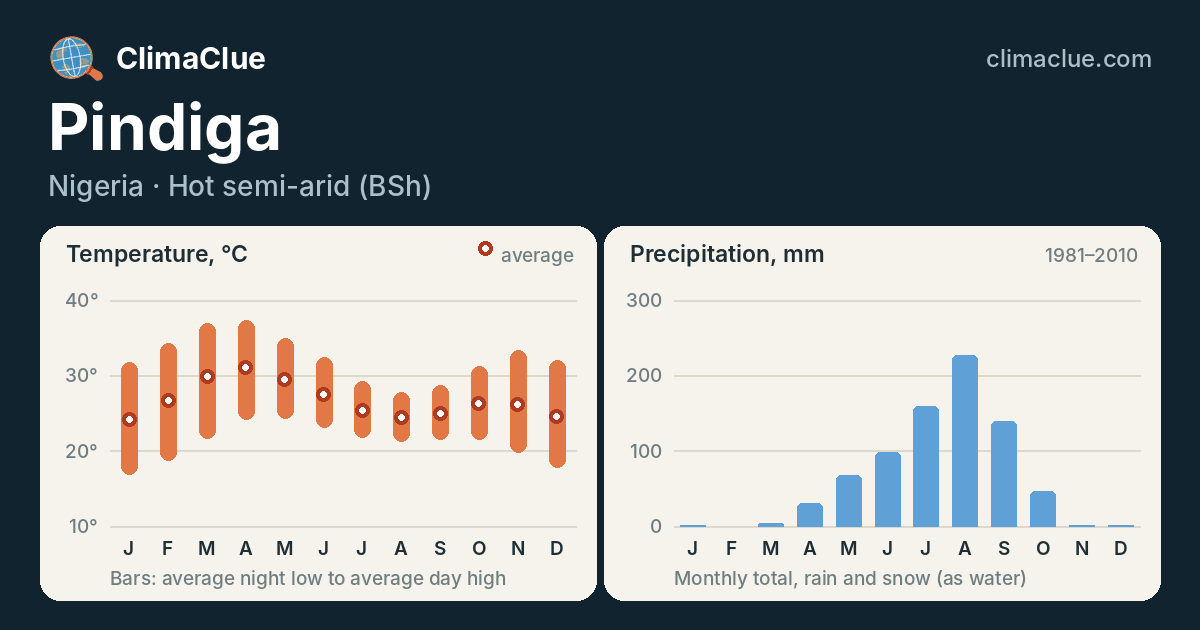 ClimaClue
climaclue.com
Pindiga
Nigeria · Hot semi-arid (BSh)
Temperature, °C
average
40°
30°
20°
10°
J F M A M J J A S O N D
Bars: average night low to average day high
Precipitation, mm
1981–2010
300
200
100
0
J F M A M J J A S O N D
Monthly total, rain and snow (as water)